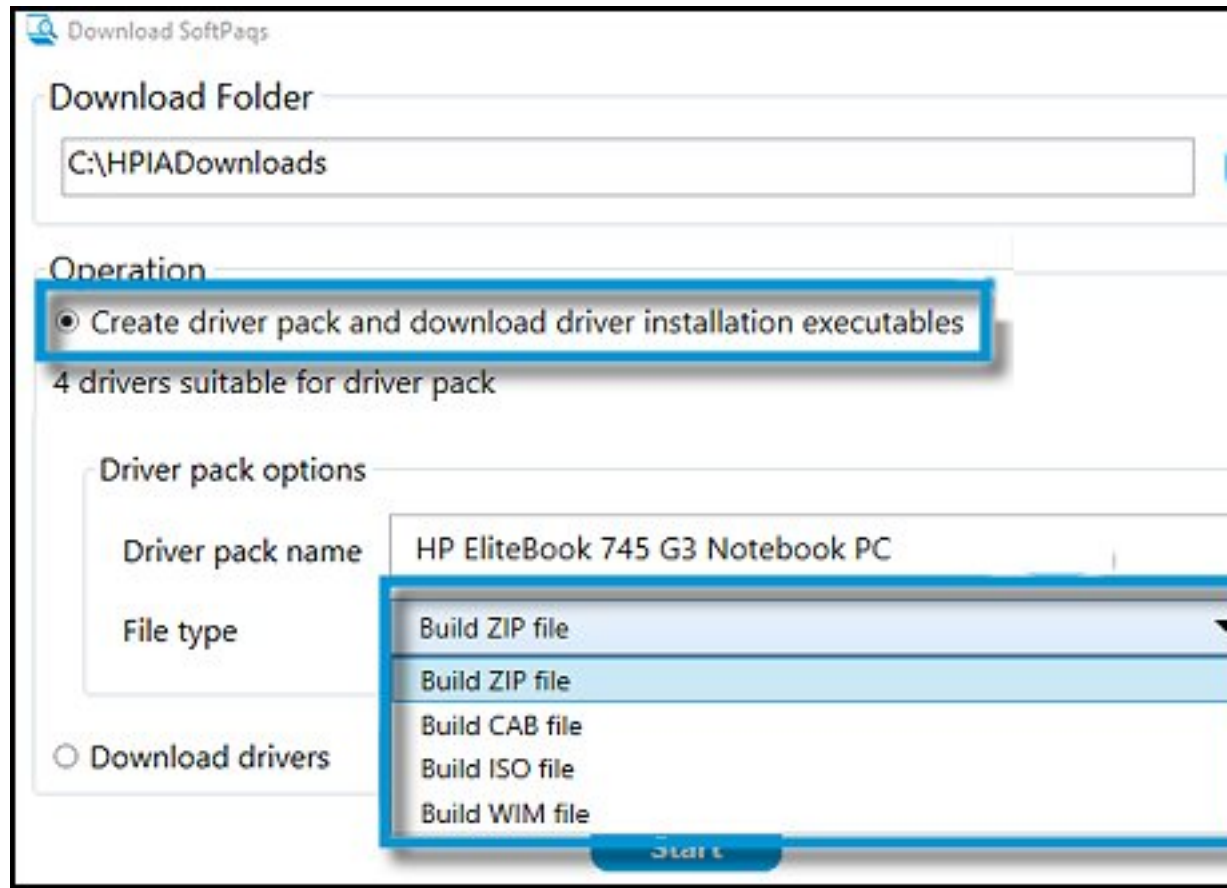 Download SoftPaqs
Download Folder
C:\HPIADownloads
Operation
Create driver pack and download driver installation executables
4 drivers suitable for driver pack
Driver pack options
Driver pack name
HP EliteBook 745 G3 Notebook PC
File type
Build ZIP file
Build ZIP file
Build CAB file
Build ISO file
Build WIM file
Download drivers
Start